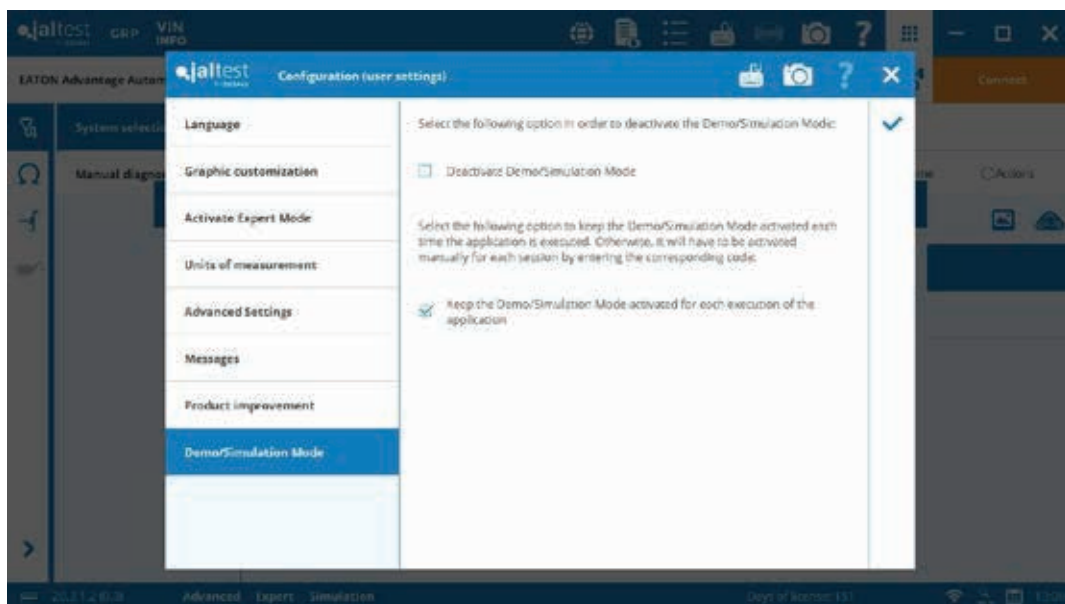 jaltest GRP VIN INFO
jaltest Configuration (user settings)
EATON Advantage Autom
Connect
System selectio
Manual diagno
Language
Graphic customization
Activate Expert Mode
Units of measurement
Advanced Settings
Messages
Product improvement
Demo/Simulation Mode
Select the following option in order to deactivate the Demo/Simulation Mode:
Deactivate Demo/Simulation Mode
Select the following option to keep the Demo/Simulation Mode activated each
time the application is executed. Otherwise, it will have to be activated
manually for each session by entering the corresponding code:
Keep the Demo/Simulation Mode activated for each execution of the
application
Advanced Expert Simulation
Days of license: 151